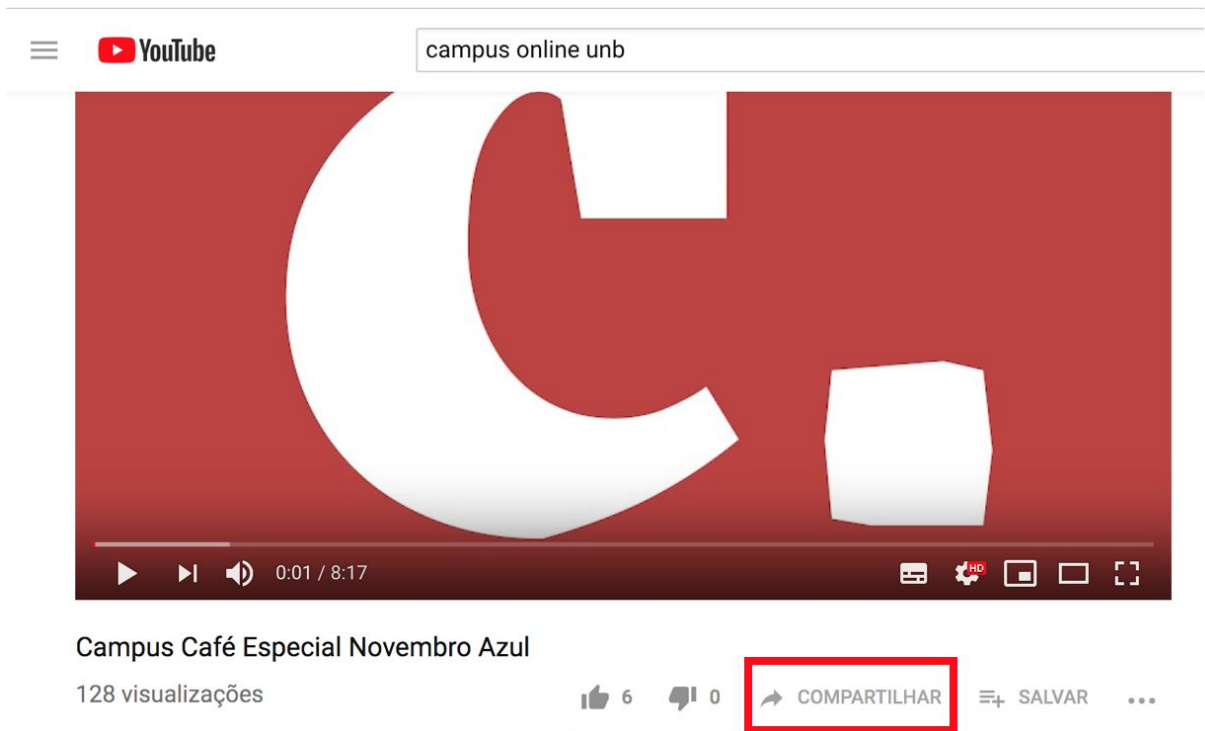 YouTube campus online unb
C.
0:01 / 8:17 HD
Campus Café Especial Novembro Azul
128 visualizações 6 0 COMPARTILHAR SALVAR